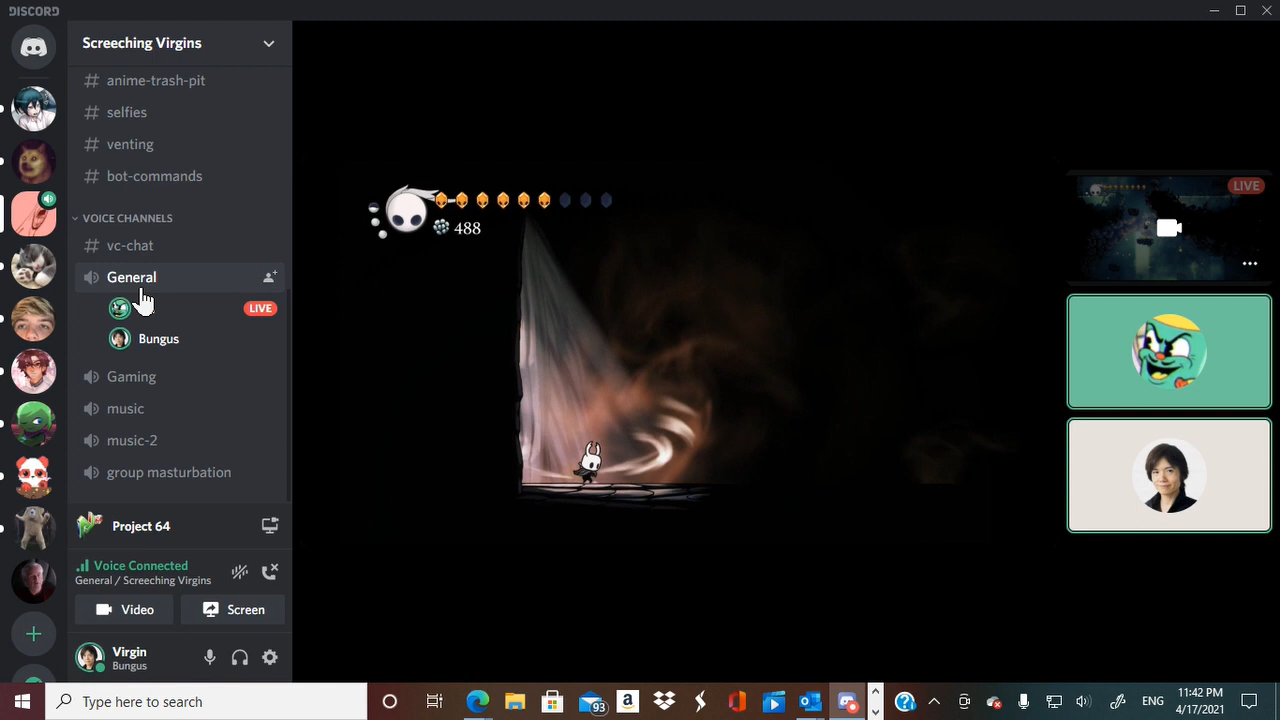 DISCORD
Screeching Virgins
# anime-trash-pit
# selfies
# venting
# bot-commands
VOICE CHANNELS
# vc-chat
General
LIVE
Bungus
Gaming
music
music-2
group masturbation
Project 64
Voice Connected
General / Screeching Virgins
Video
Screen
Virgin
Bungus
488
LIVE
Type here to search
93
a
ENG
11:42 PM
4/17/2021